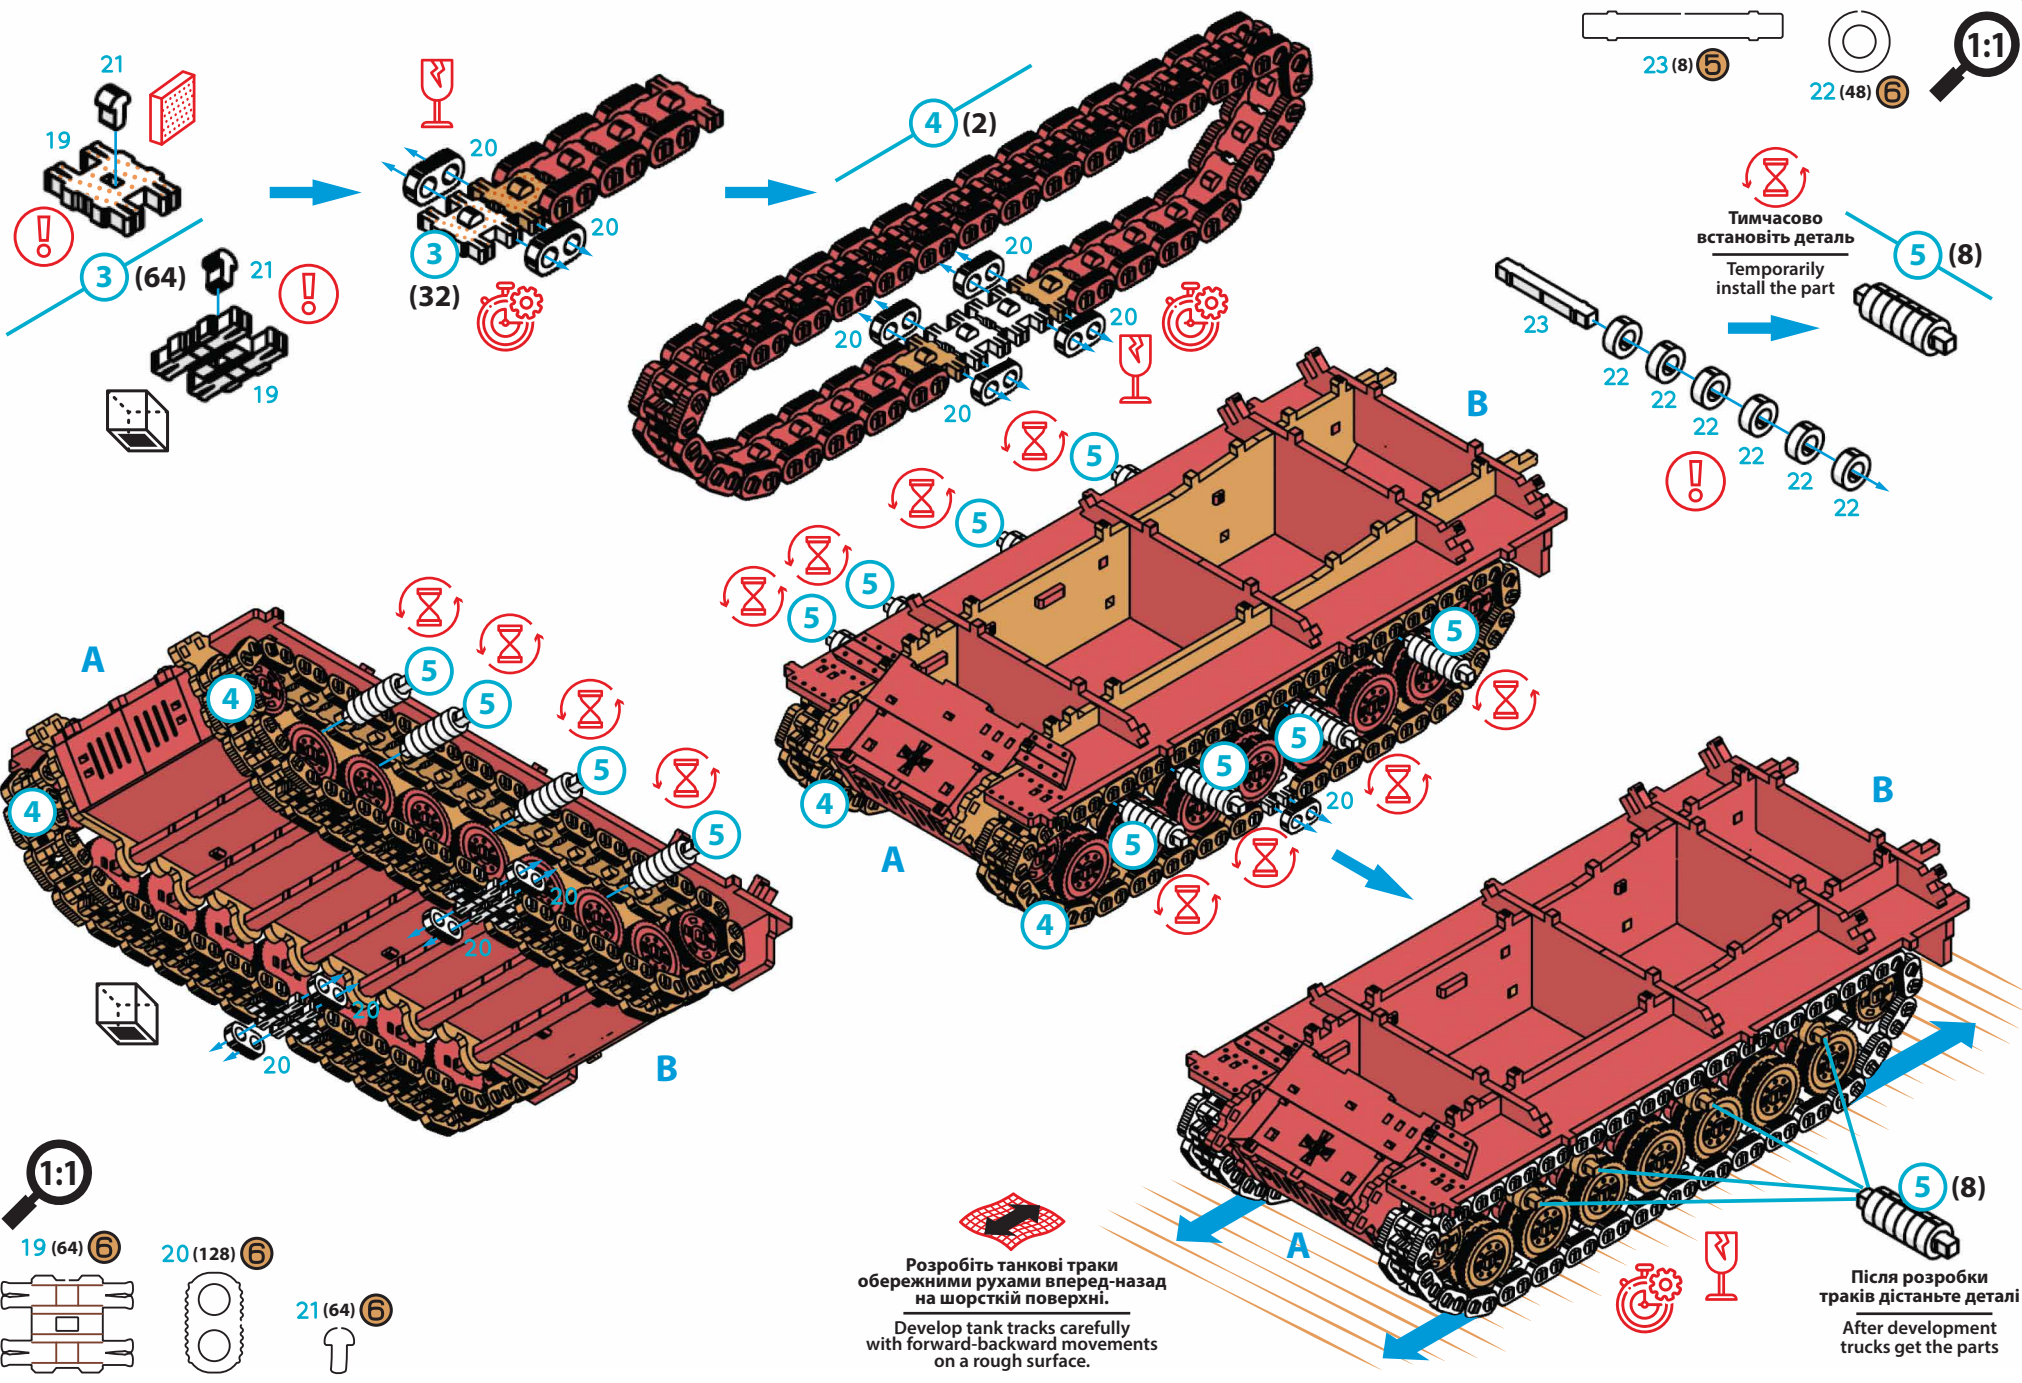 21
19
3 (64)
21
19
20
20
3
(32)
4 (2)
20
20
20
20
23 (8) 5
22 (48) 6
1:1
Тимчасово
встановіть деталь
Temporarily
install the part
5 (8)
23
22
22
22
22
22
22
A
4
4
5
5
5
5
20
20
20
20
B
B
5
5
5
5
5
5
5
5
20
4
4
A
B
A
5 (8)
Після розробки
траків дістаньте деталі
After development
trucks get the parts
Розробіть танкові траки
обережними рухами вперед-назад
на шорсткій поверхні.
Develop tank tracks carefully
with forward-backward movements
on a rough surface.
1:1
19 (64) 6
20 (128) 6
21 (64) 6